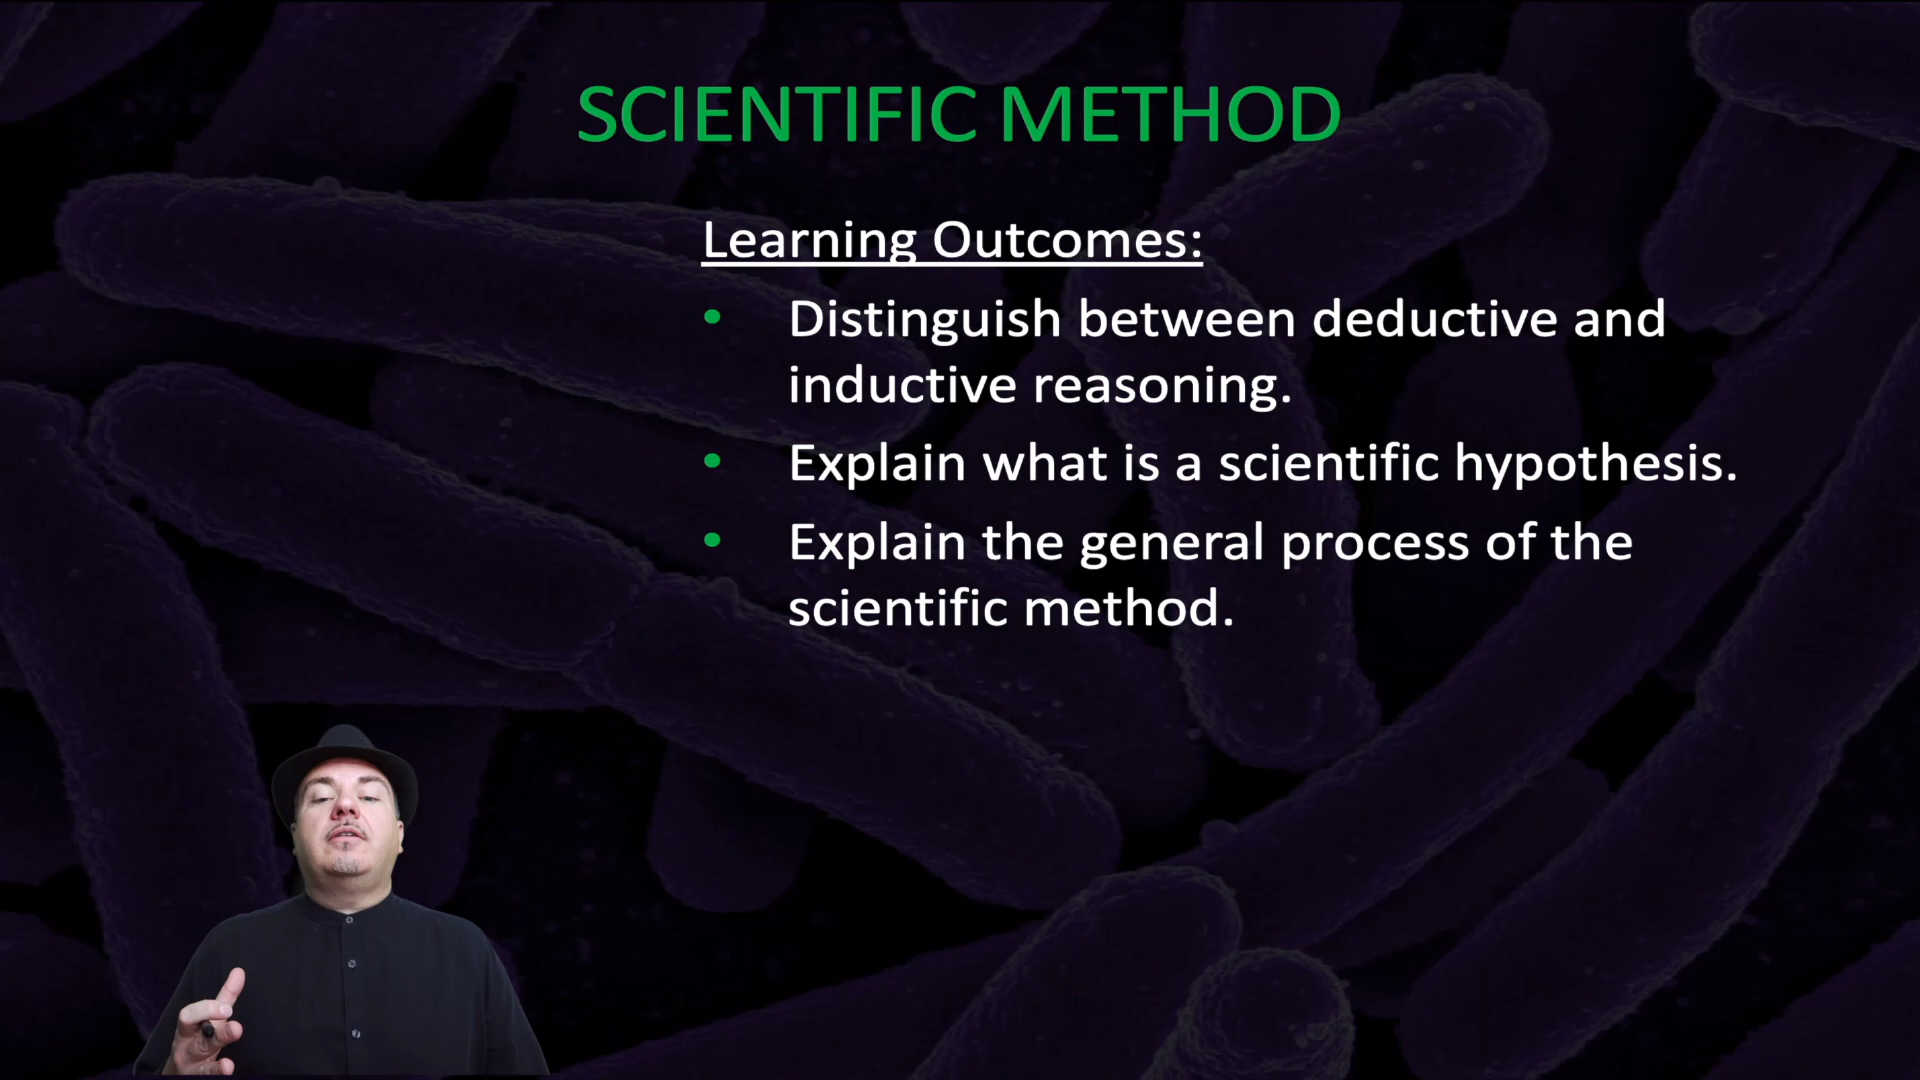 SCIENTIFIC METHOD
Learning Outcomes:
• Distinguish between deductive and
inductive reasoning.
• Explain what is a scientific hypothesis.
• Explain the general process of the
scientific method.